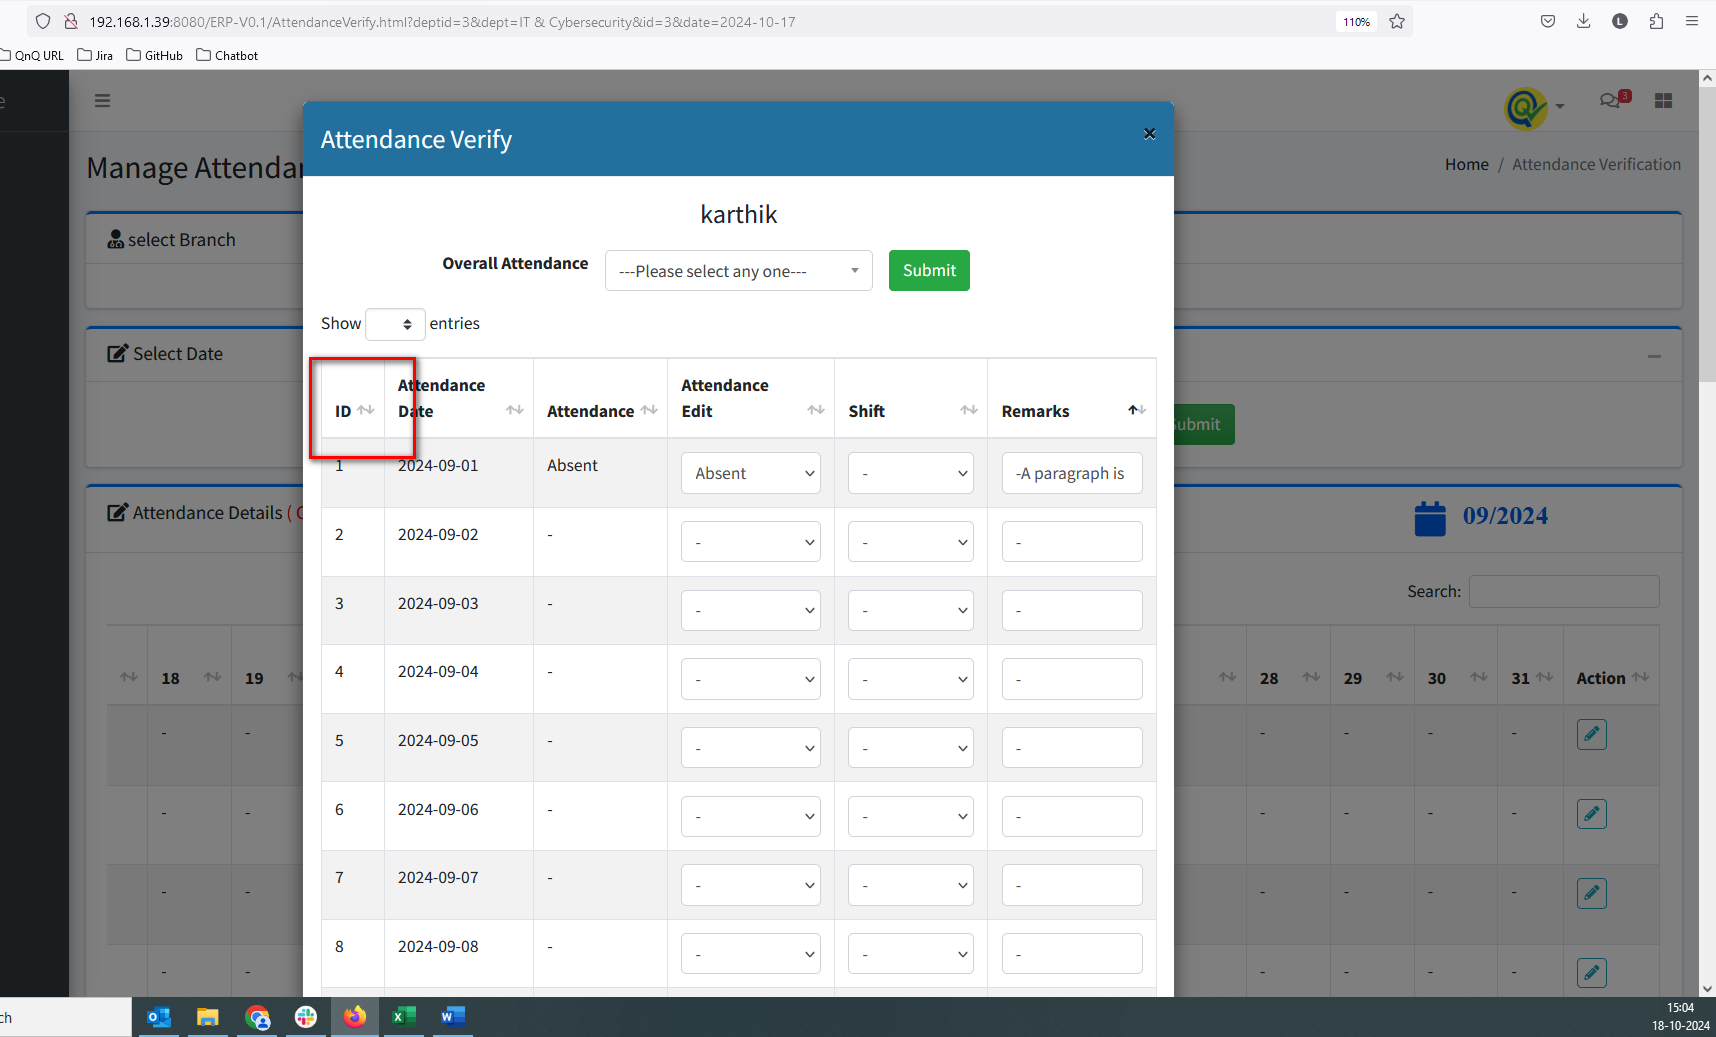 192.168.1.39:8080/ERP-V0.1/AttendanceVerify.html?deptid=3&dept=IT & Cybersecurity&id=3&date=2024-10-17
110%
L
QnQ URL
Jira
GitHub
Chatbot
e
3
Attendance Verify
×
Manage Attendan
Home / Attendance Verification
karthik
select Branch
Overall Attendance
---Please select any one---
Submit
Show
entries
Select Date
ID
Attendance Date
Attendance
Attendance Edit
Shift
Remarks
ubmit
1
2024-09-01
Absent
Absent
-
-A paragraph is
Attendance Details ( C
09/2024
2
2024-09-02
-
-
-
-
Search:
3
2024-09-03
-
-
-
-
18
19
28
29
30
31
Action
4
2024-09-04
-
-
-
-
- - - - - -
5
2024-09-05
-
-
-
-
6
2024-09-06
-
-
-
-
- - - - - -
7
2024-09-07
-
-
-
-
- - - - - -
8
2024-09-08
-
-
-
-
- - - - - -
ch
15:04
18-10-2024